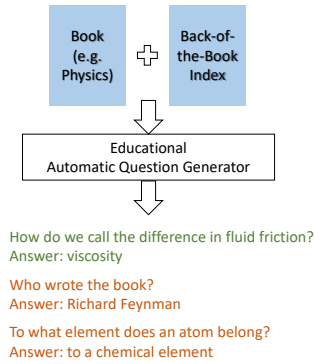 Book
(e.g.
Physics)
Back-of-
the-Book
Index
Educational
Automatic Question Generator
How do we call the difference in fluid friction?
Answer: viscosity
Who wrote the book?
Answer: Richard Feynman
To what element does an atom belong?
Answer: to a chemical element